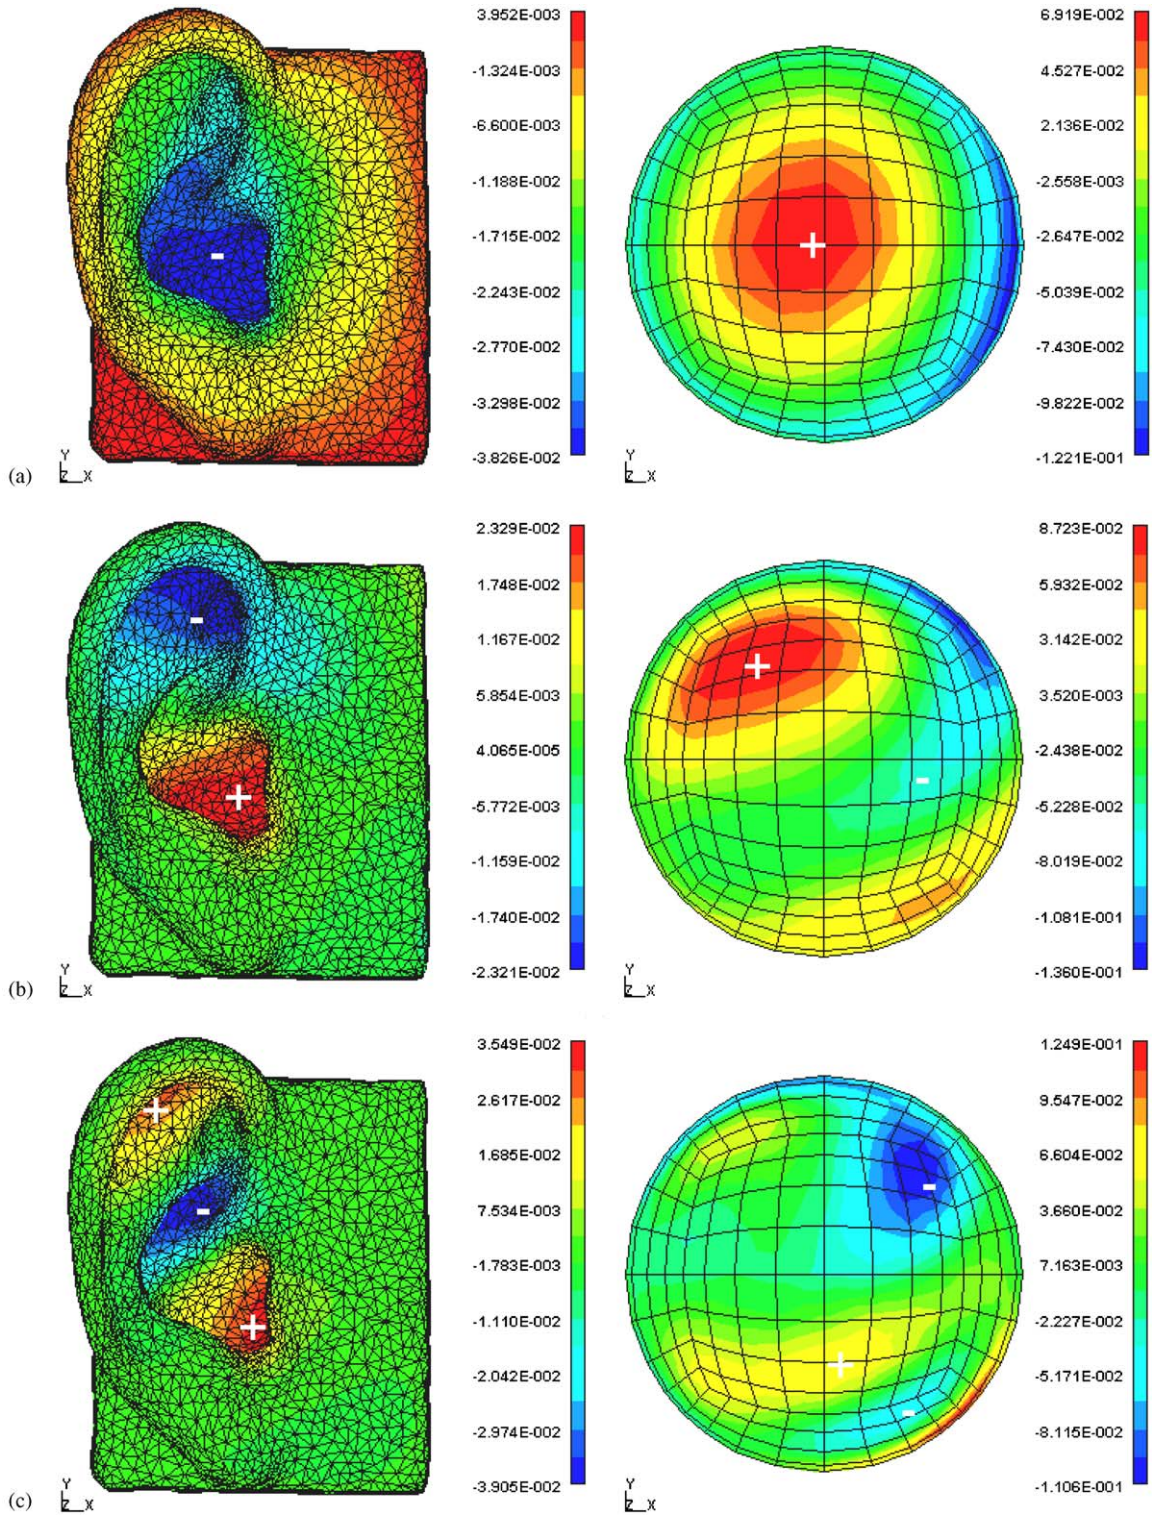 3.952E-003
-1.324E-003
-6.600E-003
-1.188E-002
-1.715E-002
-2.243E-002
-2.770E-002
-3.298E-002
-3.826E-002
-
6.919E-002
4.527E-002
2.136E-002
-2.558E-003
-2.647E-002
-5.039E-002
-7.430E-002
-9.822E-002
-1.221E-001
+
(a)
Y
Z X
Y
Z X
2.329E-002
1.748E-002
1.167E-002
5.854E-003
4.065E-005
-5.772E-003
-1.159E-002
-1.740E-002
-2.321E-002
-
+
8.723E-002
5.932E-002
3.142E-002
3.520E-003
-2.438E-002
-5.228E-002
-8.019E-002
-1.081E-001
-1.360E-001
+
-
(b)
Y
Z X
Y
Z X
3.549E-002
2.617E-002
1.685E-002
7.534E-003
-1.783E-003
-1.110E-002
-2.042E-002
-2.974E-002
-3.905E-002
+
-
+
1.249E-001
9.547E-002
6.604E-002
3.660E-002
7.163E-003
-2.227E-002
-5.171E-002
-8.115E-002
-1.106E-001
-
+
-
(c)
Y
Z X
Y
Z X